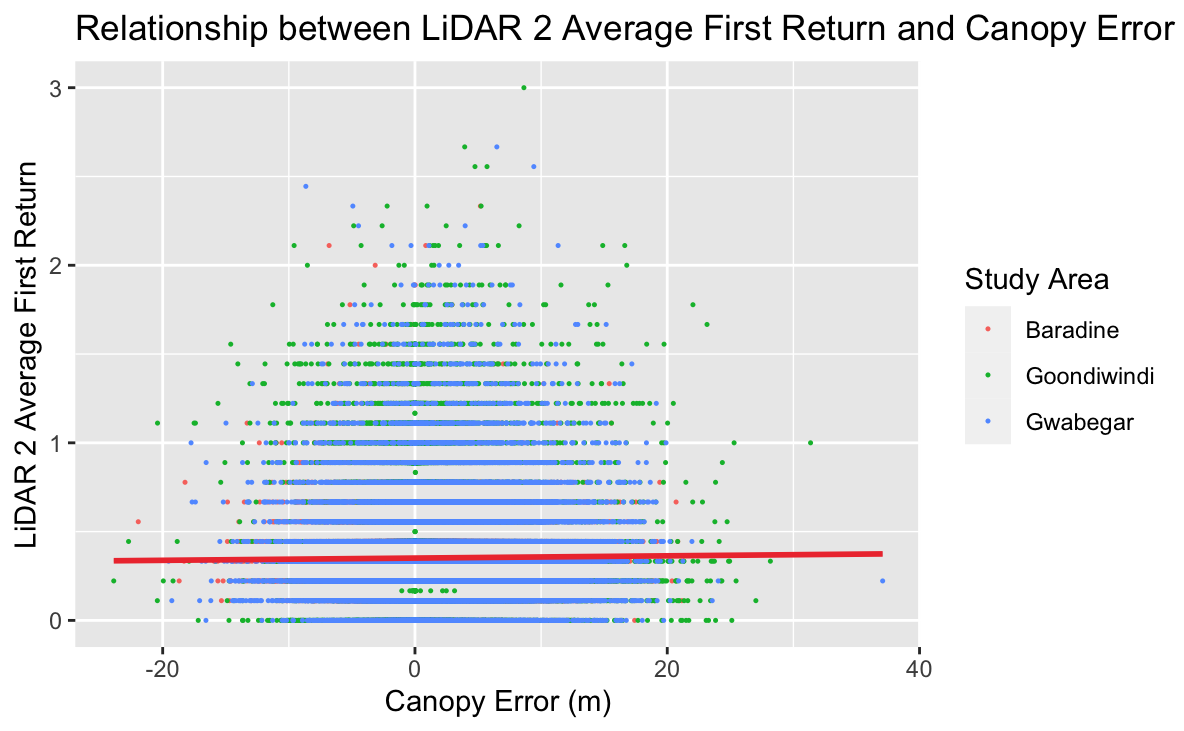 Relationship between LiDAR 2 Average First Return and Canopy Error
LiDAR 2 Average First Return
3
2
1
0
-20
0
20
40
Canopy Error (m)
Study Area
Baradine
Goondiwindi
Gwabegar